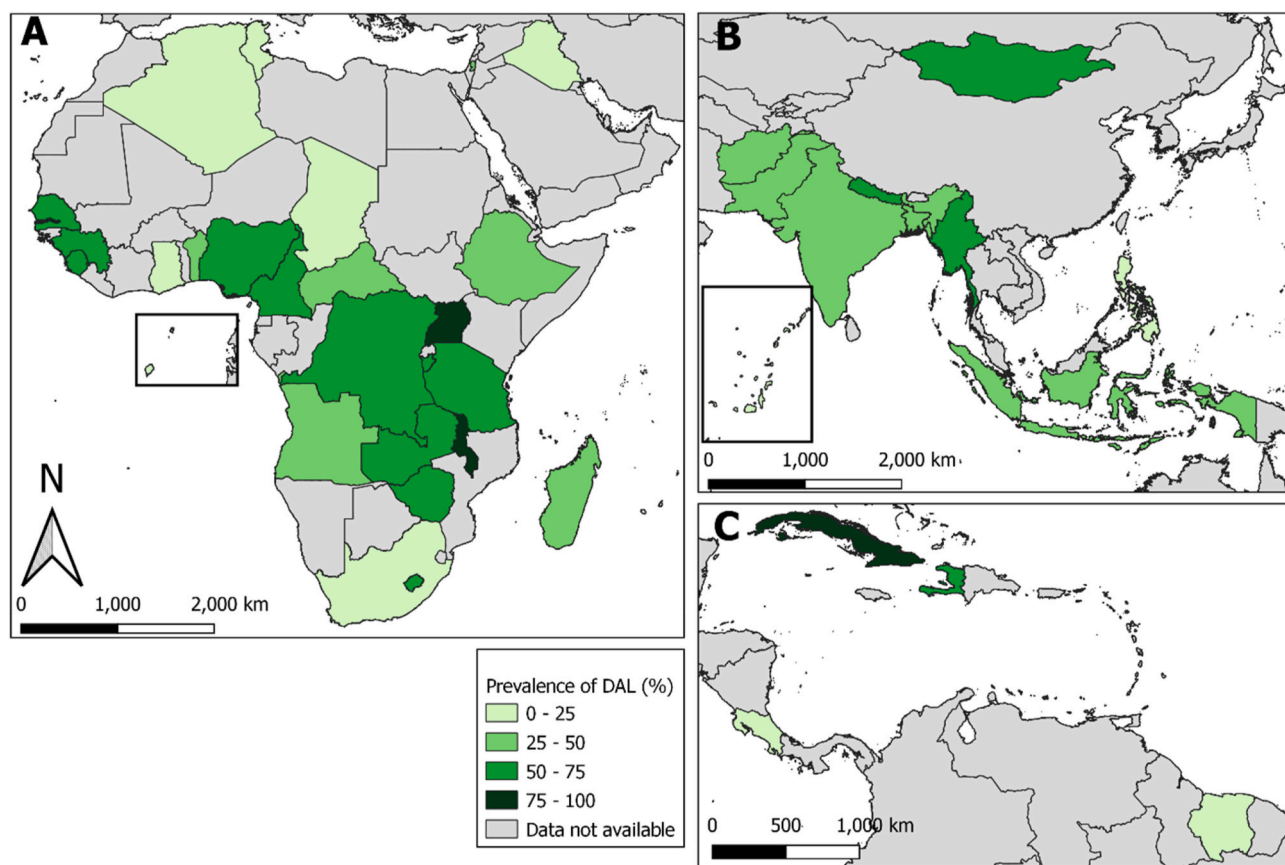 A
N
0 1,000 2,000 km
Prevalence of DAL (%)
0 - 25
25 - 50
50 - 75
75 - 100
Data not available
B
0 1,000 2,000 km
C
0 500 1,000 km